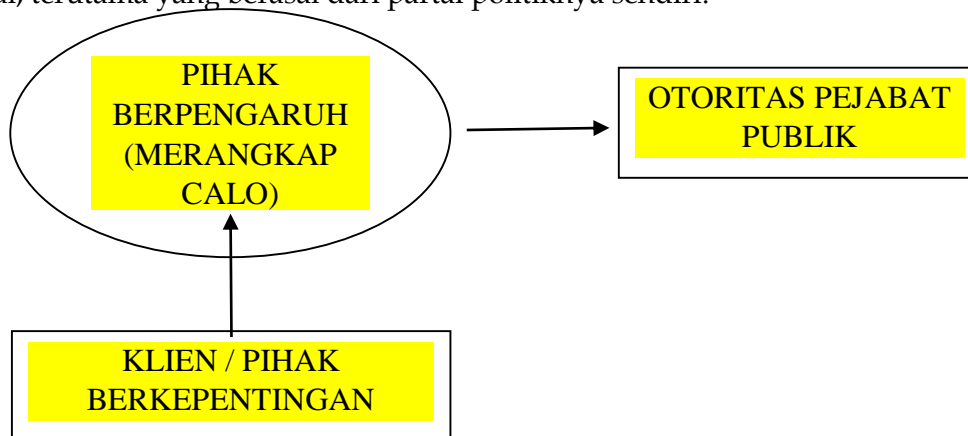 terutama yang berasal dari partai politiknya sendiri.
PIHAK
BERPENGARUH
(MERANGKAP
CALO)
OTORITAS PEJABAT
PUBLIK
KLIEN / PIHAK
BERKEPENTINGAN